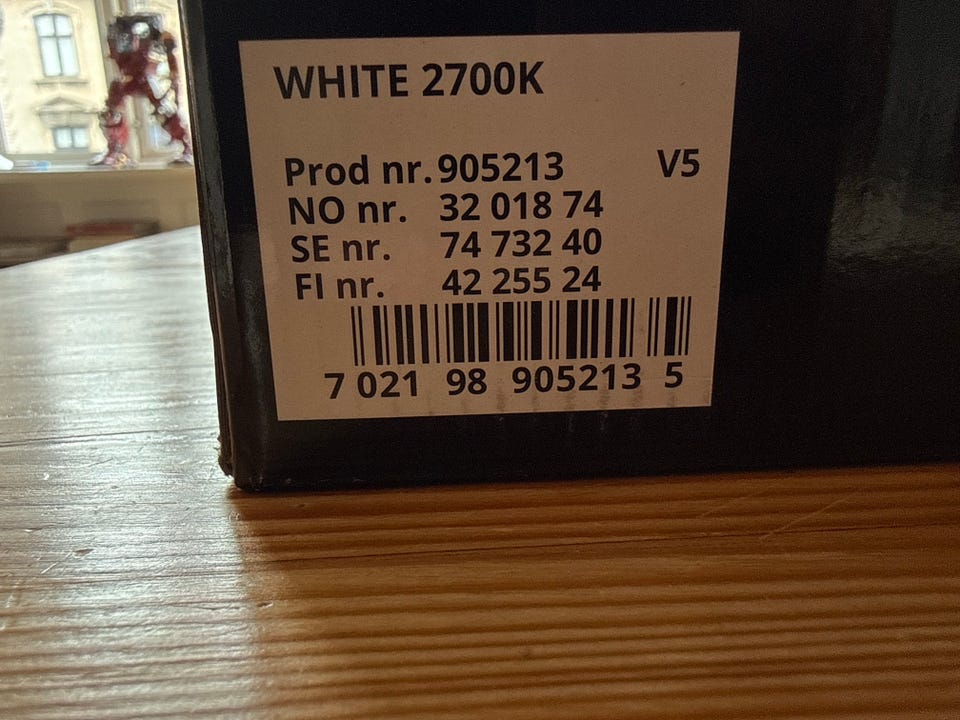 WHITE 2700K
Prod nr. 905213 V5
NO nr. 32 018 74
SE nr. 74 732 40
FI nr. 42 255 24
7 021 98 905213 5